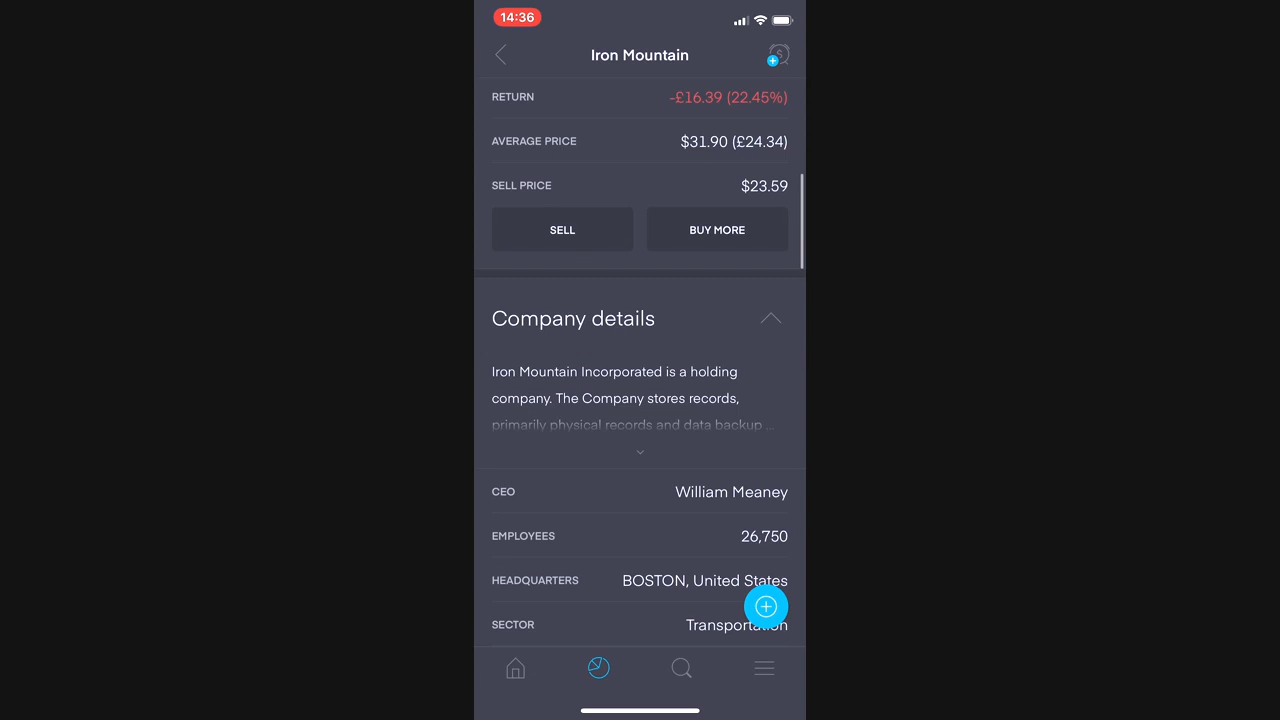 14:36
Iron Mountain
RETURN -£16.39 (22.45%)
AVERAGE PRICE $31.90 (£24.34)
SELL PRICE $23.59
SELL BUY MORE
Company details
Iron Mountain Incorporated is a holding
company. The Company stores records,
primarily physical records and data backup ...
CEO William Meaney
EMPLOYEES 26,750
HEADQUARTERS BOSTON, United States
SECTOR Transportation